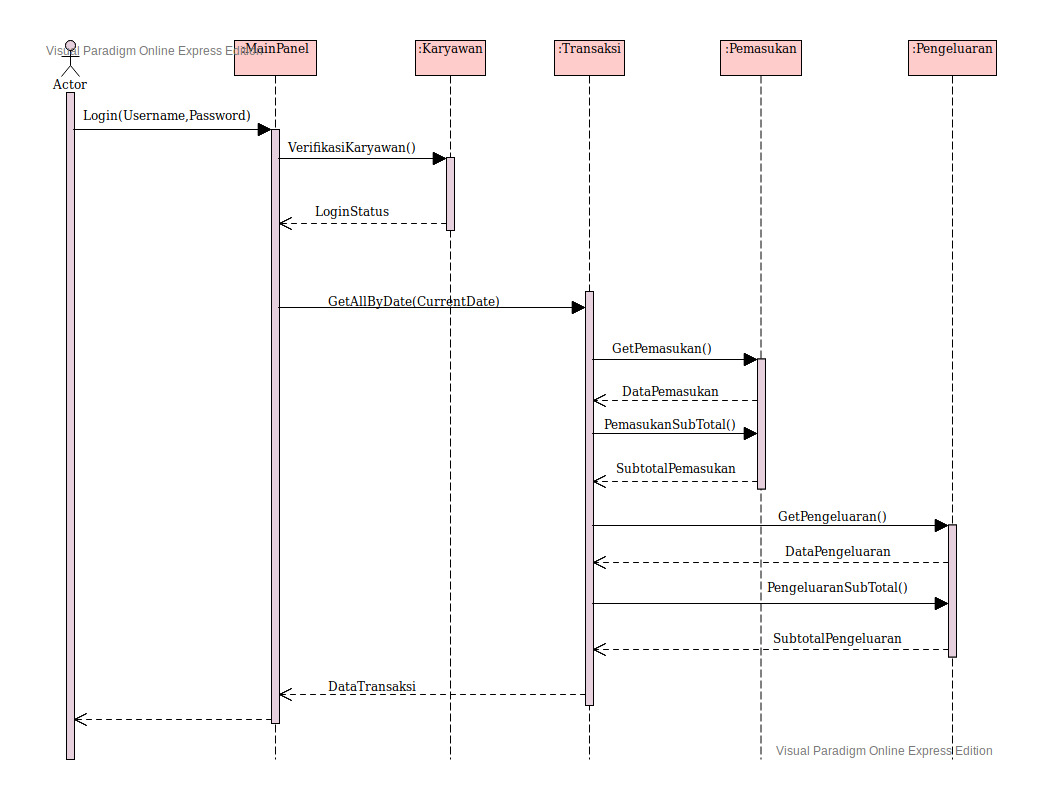 Visual Paradigm Online Express Edition
:MainPanel
:Karyawan
:Transaksi
:Pemasukan
:Pengeluaran
Actor
Login(Username,Password)
VerifikasiKaryawan()
LoginStatus
GetAllByDate(CurrentDate)
GetPemasukan()
DataPemasukan
PemasukanSubTotal()
SubtotalPemasukan
GetPengeluaran()
DataPengeluaran
PengeluaranSubTotal()
SubtotalPengeluaran
DataTransaksi
Visual Paradigm Online Express Edition